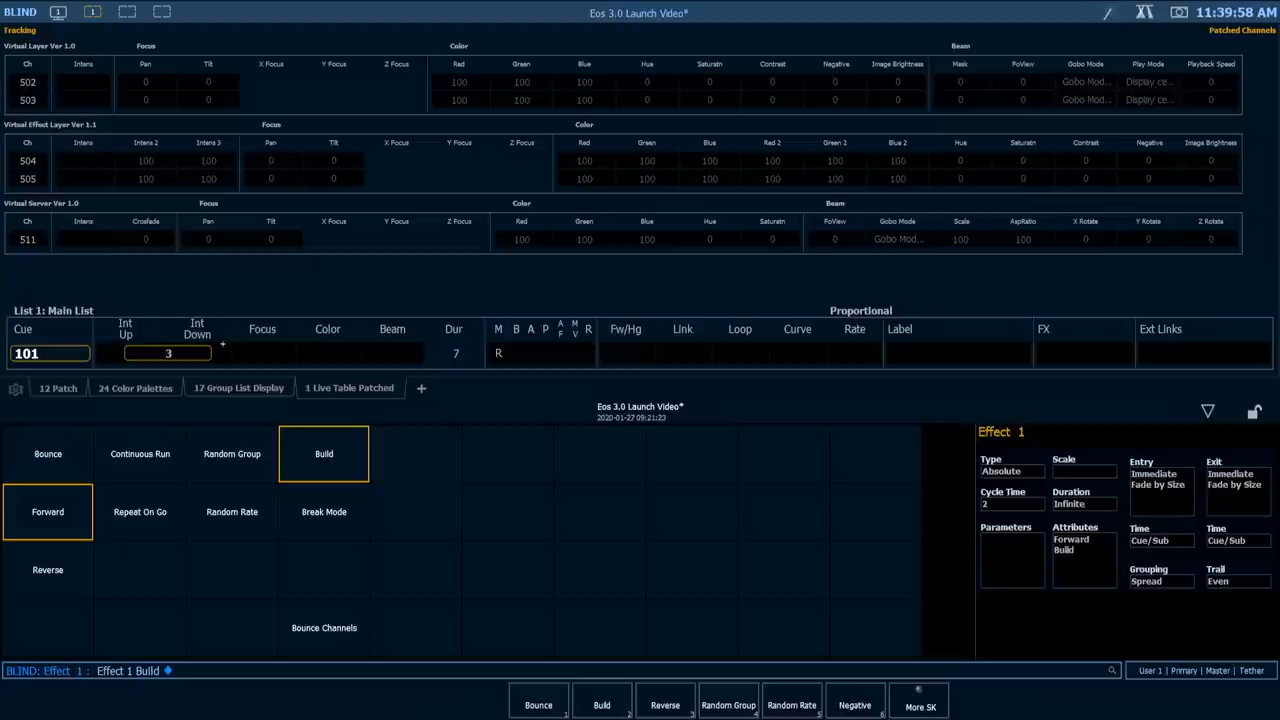 BLIND 1 1 Eos 3.0 Launch Video* 11:39:58 AM
Tracking Patched Channels
Virtual Layer Ver 1.0 Focus Color Beam
Ch Intens Pan Tilt X Focus Y Focus Z Focus Red Green Blue Hue Saturatn Contrast Negative Image Brightness Mask FoView Gobo Mode Play Mode Playback Speed
502 0 0 100 100 100 0 0 0 0 0 0 0 Gobo Mod... Display ce... 0
503 0 0 100 100 100 0 0 0 0 0 0 0 Gobo Mod... Display ce... 0
Virtual Effect Layer Ver 1.1 Focus Color
Ch Intens Intens 2 Intens 3 Pan Tilt X Focus Y Focus Z Focus Red Green Blue Red 2 Green 2 Blue 2 Hue Saturatn Contrast Negative Image Brightness
504 100 100 0 0 100 100 100 100 100 100 0 0 0 0 0
505 100 100 0 0 100 100 100 100 100 100 0 0 0 0 0
Virtual Server Ver 1.0 Focus Color Beam
Ch Intens Crosfade Pan Tilt X Focus Y Focus Z Focus Red Green Blue Hue Saturatn FoView Gobo Mode Scale AspRatio X Rotate Y Rotate Z Rotate
511 0 0 0 100 100 100 0 0 0 Gobo Mod... 100 100 0 0 0
List 1: Main List Proportional
Cue Int Up Int Down Focus Color Beam Dur M B A P AF MV R Fw/Hg Link Loop Curve Rate Label FX Ext Links
101 3 7 R
12 Patch 24 Color Palettes 17 Group List Display 1 Live Table Patched +
Eos 3.0 Launch Video*
2020-01-27 09:21:23
Bounce Continuous Run Random Group Build
Forward Repeat On Go Random Rate Break Mode
Reverse
Bounce Channels
Effect 1
Type Scale Entry Exit
Absolute Immediate Immediate
Fade by Size Fade by Size
Cycle Time Duration
2 Infinite
Parameters Attributes Time Time
Forward Cue/Sub Cue/Sub
Build
Grouping Trail
Spread Even
BLIND: Effect 1 : Effect 1 Build User 1 | Primary | Master | Tether
Bounce 1 Build 2 Reverse 3 Random Group 4 Random Rate 5 Negative 6 More SK